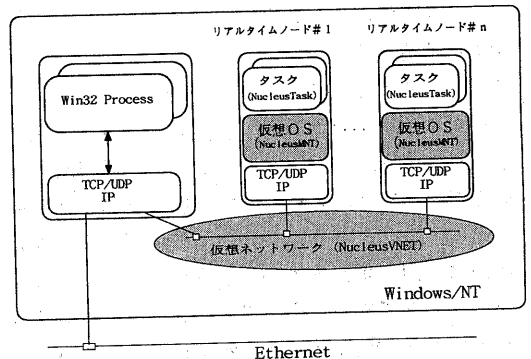 リアルタイムノード#1
リアルタイムノード#n
Win32 Process
TCP/UDP
IP
タスク
(NucleusTask)
仮想OS
(NucleusMNT)
TCP/UDP
IP
. . . .
タスク
(NucleusTask)
仮想OS
(NucleusMNT)
TCP/UDP
IP
仮想ネットワーク (NucleusVNET)
Windows/NT
Ethernet